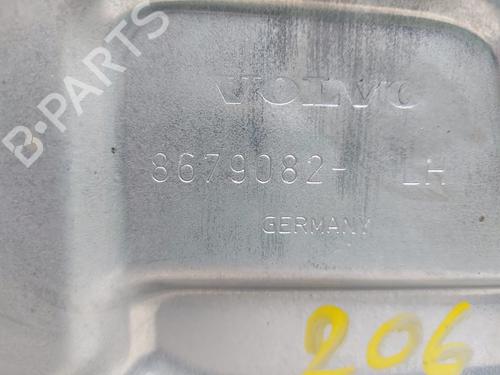 B-PARTS
VOLVO
8679082- LH
GERMANY
206